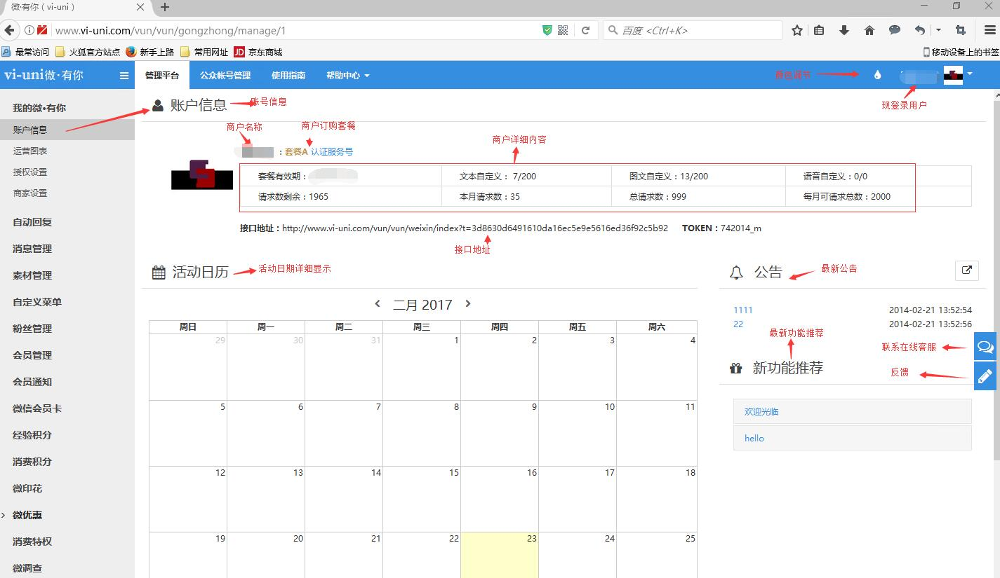 微·有你（vi-uni）
www.vi-uni.com/vun/vun/gongzhong/manage/1
百度 <Ctrl+K>
最常访问 火狐官方站点 新手上路 常用网址 JD 京东商城 移动设备上的书签
vi-uni微·有你 管理平台 公众帐号管理 使用指南 帮助中心 颜色调节
现登录用户
我的微•有你
账户信息
运营图表
授权设置
商家设置
自动回复
消息管理
素材管理
自定义菜单
粉丝管理
会员管理
会员通知
微信会员卡
经验积分
消费积分
微印花
微优惠
消费特权
微调查
账户信息 账号信息
商户名称 商户订购套餐
商户详细内容
：套餐A 认证服务号
套餐有效期： 文本自定义： 7/200 图文自定义：13/200 语音自定义：0/0
请求数剩余：1965 本月请求数：35 总请求数：999 每月可请求总数：2000
接口地址：http://www.vi-uni.com/vun/vun/weixin/index?t=3d8630d6491610da16ec5e9e5616ed36f92c5b92 TOKEN：742014_m
接口地址
活动日历 活动日期详细显示
二月 2017
周日 周一 周二 周三 周四 周五 周六
29 30 31 1 2 3 4
5 6 7 8 9 10 11
12 13 14 15 16 17 18
19 20 21 22 23 24 25
公告 最新公告
1111 2014-02-21 13:52:54
22 2014-02-21 13:52:56
最新功能推荐
联系在线客服
新功能推荐
反馈
欢迎光临
hello